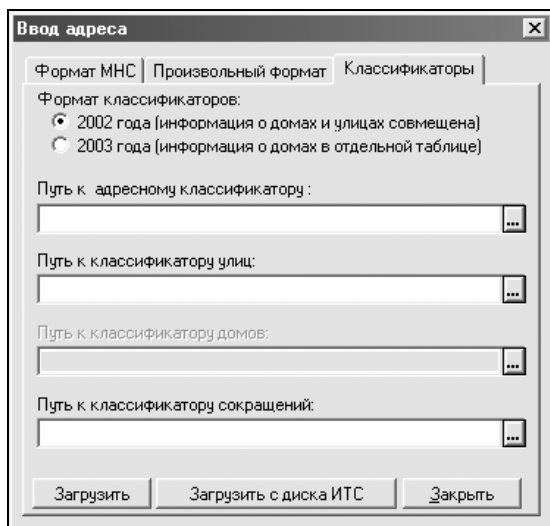 Ввод адреса
Формат МНС Произвольный формат Классификаторы
Формат классификаторов:
2002 года (информация о домах и улицах совмещена)
2003 года (информация о домах в отдельной таблице)
Путь к адресному классификатору :
...
Путь к классификатору улиц:
...
Путь к классификатору домов:
...
Путь к классификатору сокращений:
...
Загрузить Загрузить с диска ИТС Закрыть